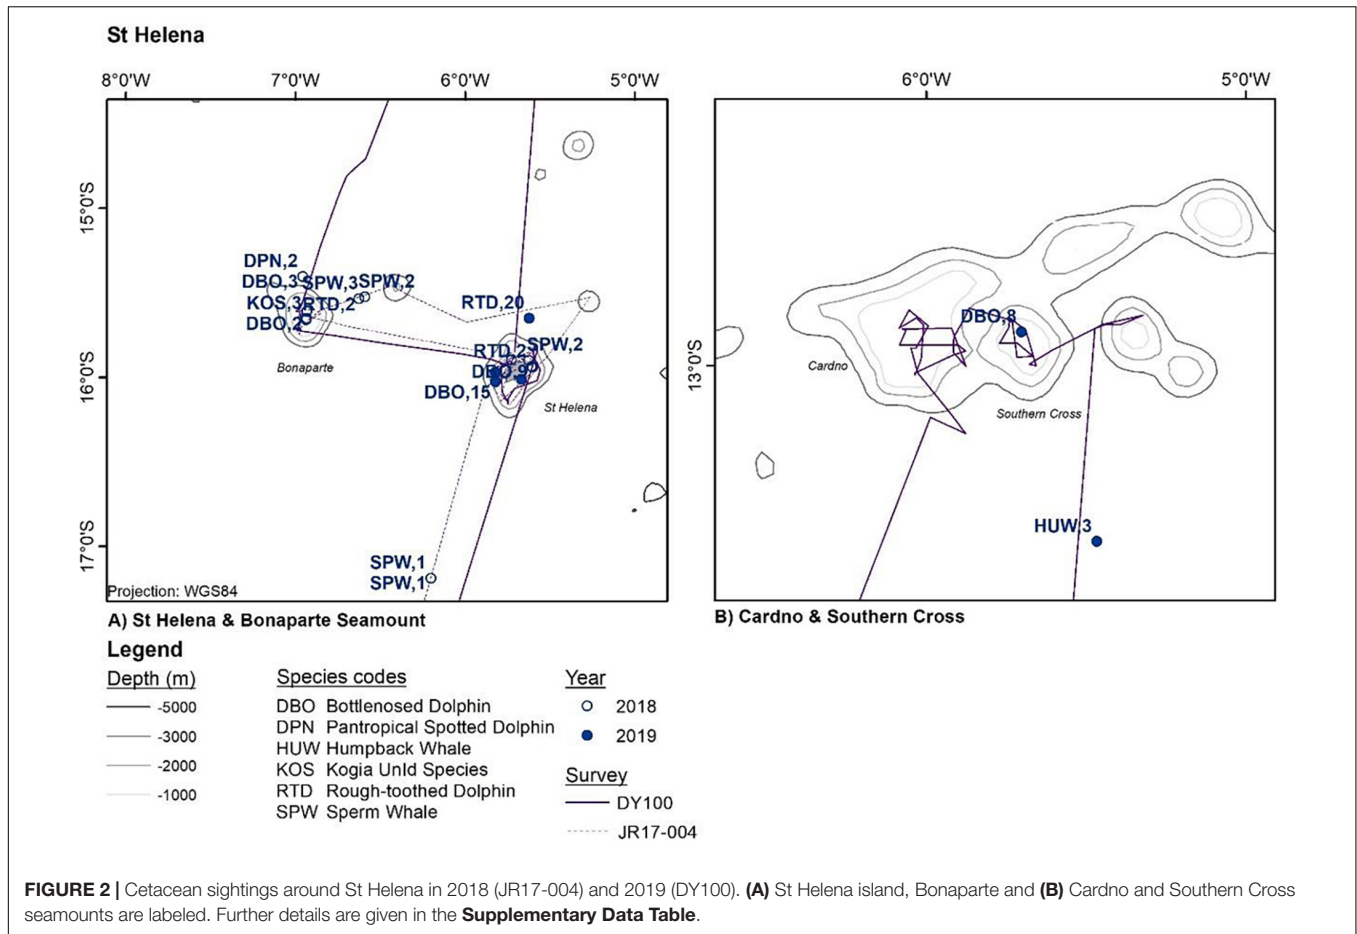 St Helena
8°0'W 7°0'W 6°0'W 5°0'W
6°0'W 5°0'W
15°0'S
16°0'S
17°0'S
13°0'S
DPN,2
DBO,3 SPW,3 SPW,2
KOS,3 RTD,2
DBO,2
Bonaparte
RTD,20
RTD,2 SPW,2
DBO,9
DBO,15
St Helena
SPW,1
SPW,1
Projection: WGS84
DBO,8
Cardno
Southern Cross
HUW,3
A) St Helena & Bonaparte Seamount
B) Cardno & Southern Cross
Legend
Depth (m)
-5000
-3000
-2000
-1000
Species codes
DBO Bottlenosed Dolphin
DPN Pantropical Spotted Dolphin
HUW Humpback Whale
KOS Kogia UnId Species
RTD Rough-toothed Dolphin
SPW Sperm Whale
Year
2018
2019
Survey
DY100
JR17-004
FIGURE 2 | Cetacean sightings around St Helena in 2018 (JR17-004) and 2019 (DY100). (A) St Helena island, Bonaparte and (B) Cardno and Southern Cross
seamounts are labeled. Further details are given in the Supplementary Data Table.